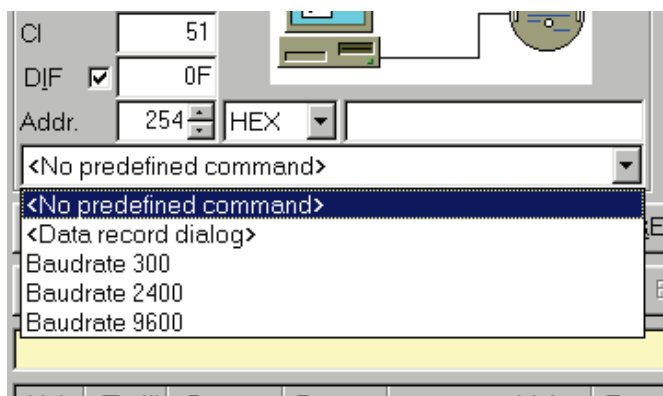 CI 51
DIF 0F
Addr. 254 HEX
<No predefined command>
<No predefined command>
<Data record dialog>
Baudrate 300
Baudrate 2400
Baudrate 9600